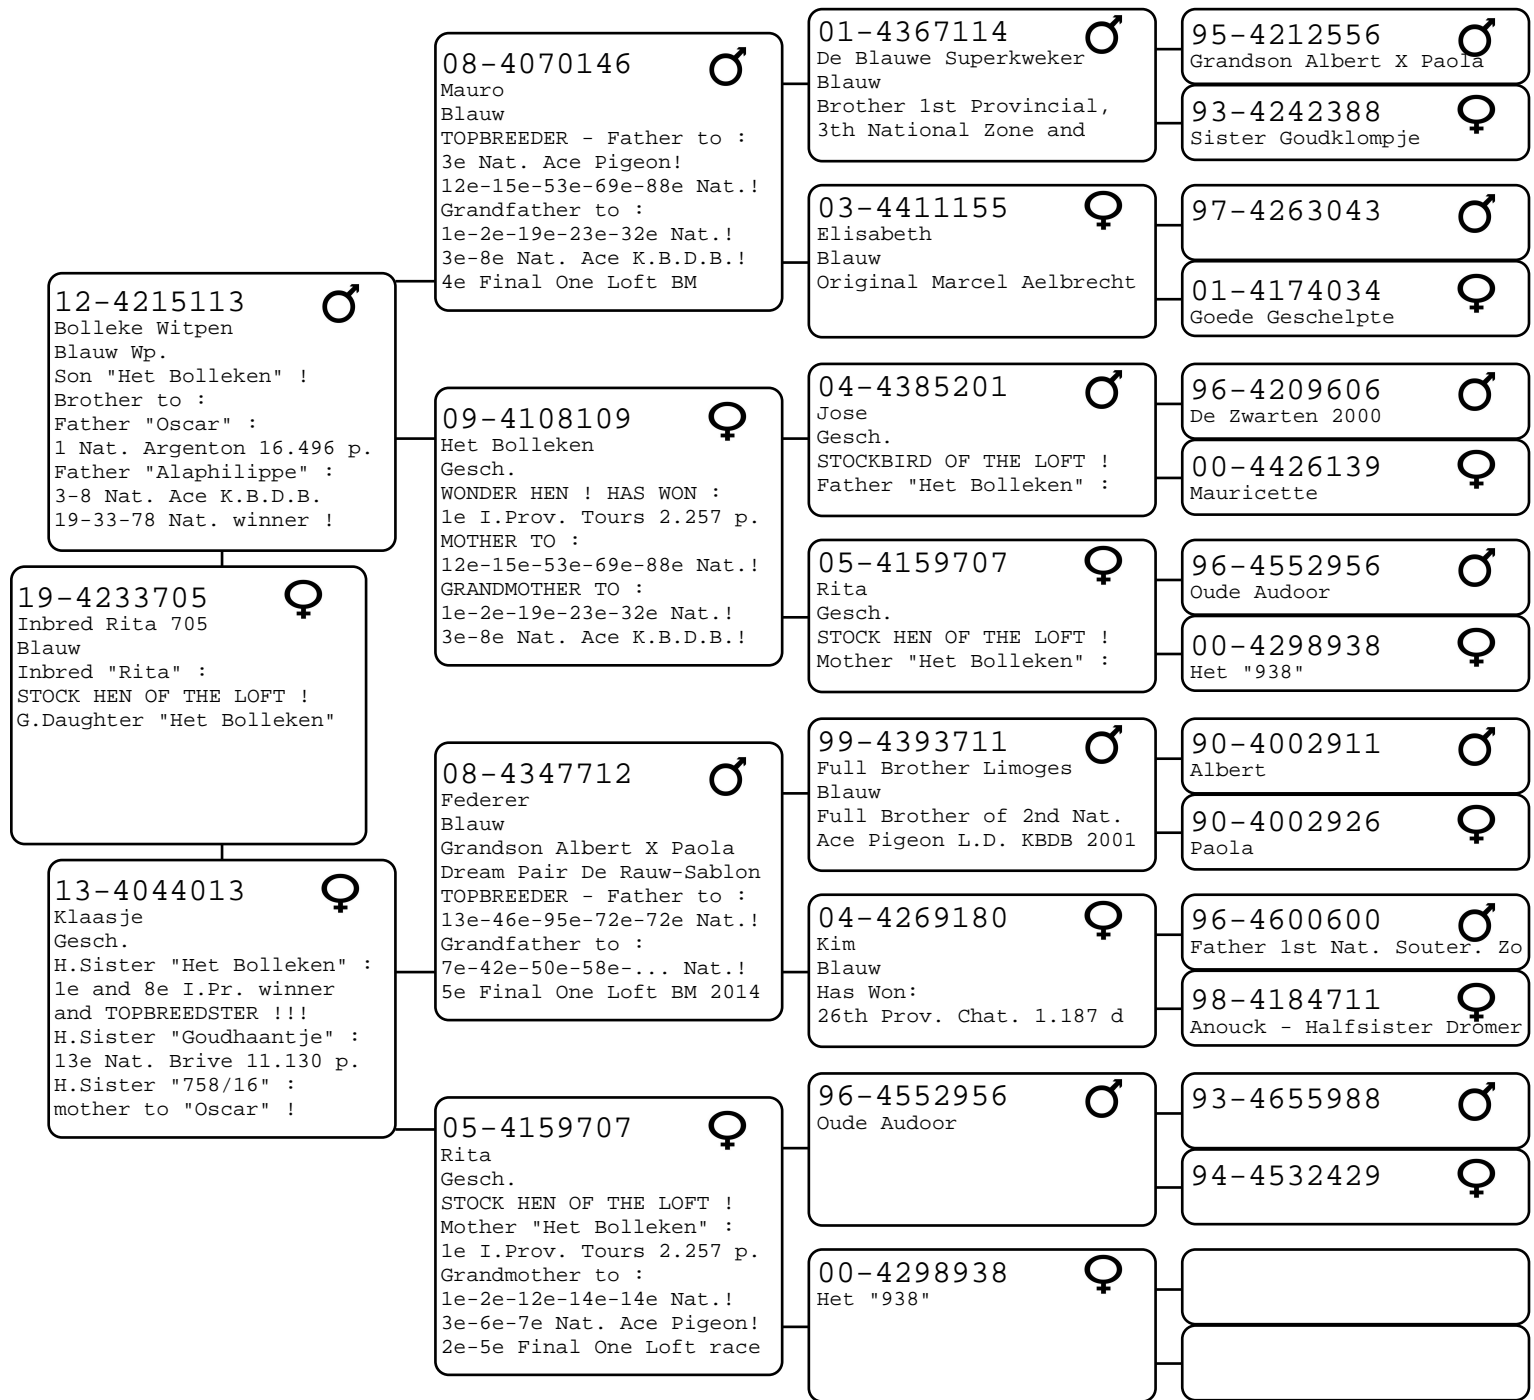 19-4233705
Inbred Rita 705
Blauw
Inbred "Rita" :
STOCK HEN OF THE LOFT !
G.Daughter "Het Bolleken"
12-4215113
Bolleke Witpen
Blauw Wp.
Son "Het Bolleken" !
Brother to :
Father "Oscar" :
1 Nat. Argenton 16.496 p.
Father "Alaphilippe" :
3-8 Nat. Ace K.B.D.B.
19-33-78 Nat. winner !
13-4044013
Klaasje
Gesch.
H.Sister "Het Bolleken" :
1e and 8e I.Pr. winner
and TOPBREEDSTER !!!
H.Sister "Goudhaantje" :
13e Nat. Brive 11.130 p.
H.Sister "758/16" :
mother to "Oscar" !
08-4070146
Mauro
Blauw
TOPBREEDER - Father to :
3e Nat. Ace Pigeon!
12e-15e-53e-69e-88e Nat.!
Grandfather to :
1e-2e-19e-23e-32e Nat.!
3e-8e Nat. Ace K.B.D.B.!
4e Final One Loft BM
09-4108109
Het Bolleken
Gesch.
WONDER HEN ! HAS WON :
1e I.Prov. Tours 2.257 p.
MOTHER TO :
12e-15e-53e-69e-88e Nat.!
GRANDMOTHER TO :
1e-2e-19e-23e-32e Nat.!
3e-8e Nat. Ace K.B.D.B.!
08-4347712
Federer
Blauw
Grandson Albert X Paola
Dream Pair De Rauw-Sablon
TOPBREEDER - Father to :
13e-46e-95e-72e-72e Nat.!
Grandfather to :
7e-42e-50e-58e-... Nat.!
5e Final One Loft BM 2014
05-4159707
Rita
Gesch.
STOCK HEN OF THE LOFT !
Mother "Het Bolleken" :
1e I.Prov. Tours 2.257 p.
Grandmother to :
1e-2e-12e-14e-14e Nat.!
3e-6e-7e Nat. Ace Pigeon!
2e-5e Final One Loft race
01-4367114
De Blauwe Superkweker
Blauw
Brother 1st Provincial,
3th National Zone and
03-4411155
Elisabeth
Blauw
Original Marcel Aelbrecht
04-4385201
Jose
Gesch.
STOCKBIRD OF THE LOFT !
Father "Het Bolleken" :
05-4159707
Rita
Gesch.
STOCK HEN OF THE LOFT !
Mother "Het Bolleken" :
99-4393711
Full Brother Limoges
Blauw
Full Brother of 2nd Nat.
Ace Pigeon L.D. KBDB 2001
04-4269180
Kim
Blauw
Has Won:
26th Prov. Chat. 1.187 d
96-4552956
Oude Audoor
00-4298938
Het "938"
95-4212556
Grandson Albert X Paola
93-4242388
Sister Goudklompje
97-4263043
01-4174034
Goede Geschelpte
96-4209606
De Zwarten 2000
00-4426139
Mauricette
96-4552956
Oude Audoor
00-4298938
Het "938"
90-4002911
Albert
90-4002926
Paola
96-4600600
Father 1st Nat. Souter. Zo
98-4184711
Anouck - Halfsister Dromer
93-4655988
94-4532429